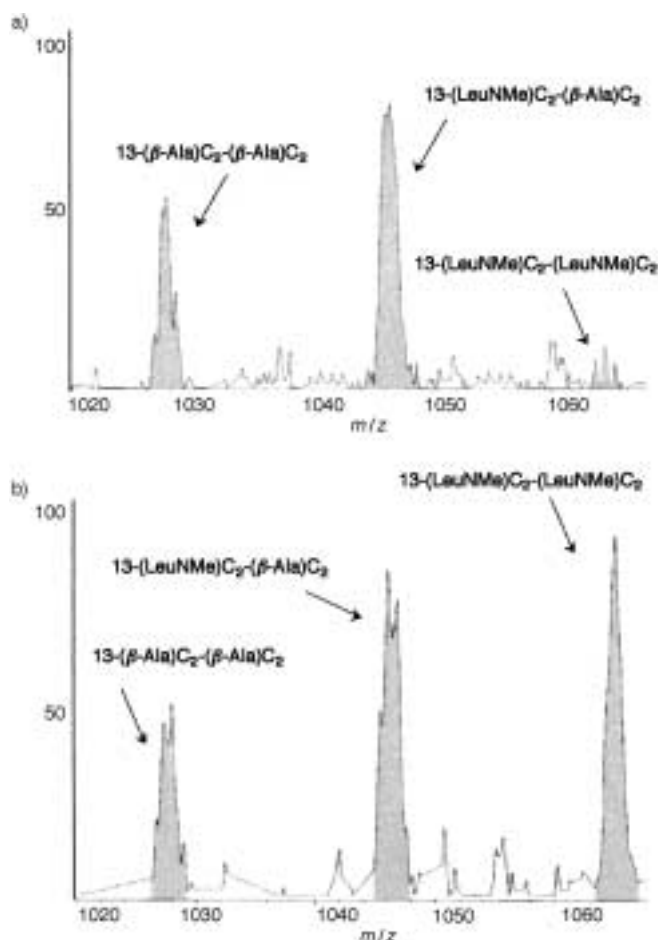 a)
100
13-(LeuNMe)C₂-(β-Ala)C₂
13-(β-Ala)C₂-(β-Ala)C₂
50
13-(LeuNMe)C₂-(LeuNMe)C₂
1020 1030 1040 1050 1060
m/z
b)
13-(LeuNMe)C₂-(LeuNMe)C₂
100
13-(LeuNMe)C₂-(β-Ala)C₂
13-(β-Ala)C₂-(β-Ala)C₂
50
1020 1030 1040 1050 1060
m/z